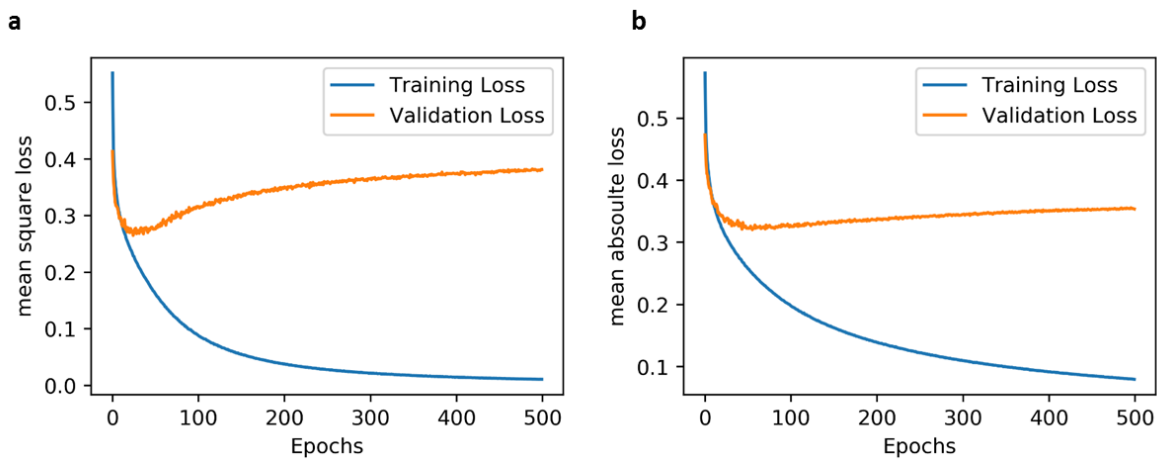 a
mean square loss
0.5
0.4
0.3
0.2
0.1
0.0
Training Loss
Validation Loss
0 100 200 300 400 500
Epochs
b
mean absoulte loss
0.5
0.4
0.3
0.2
0.1
Training Loss
Validation Loss
0 100 200 300 400 500
Epochs